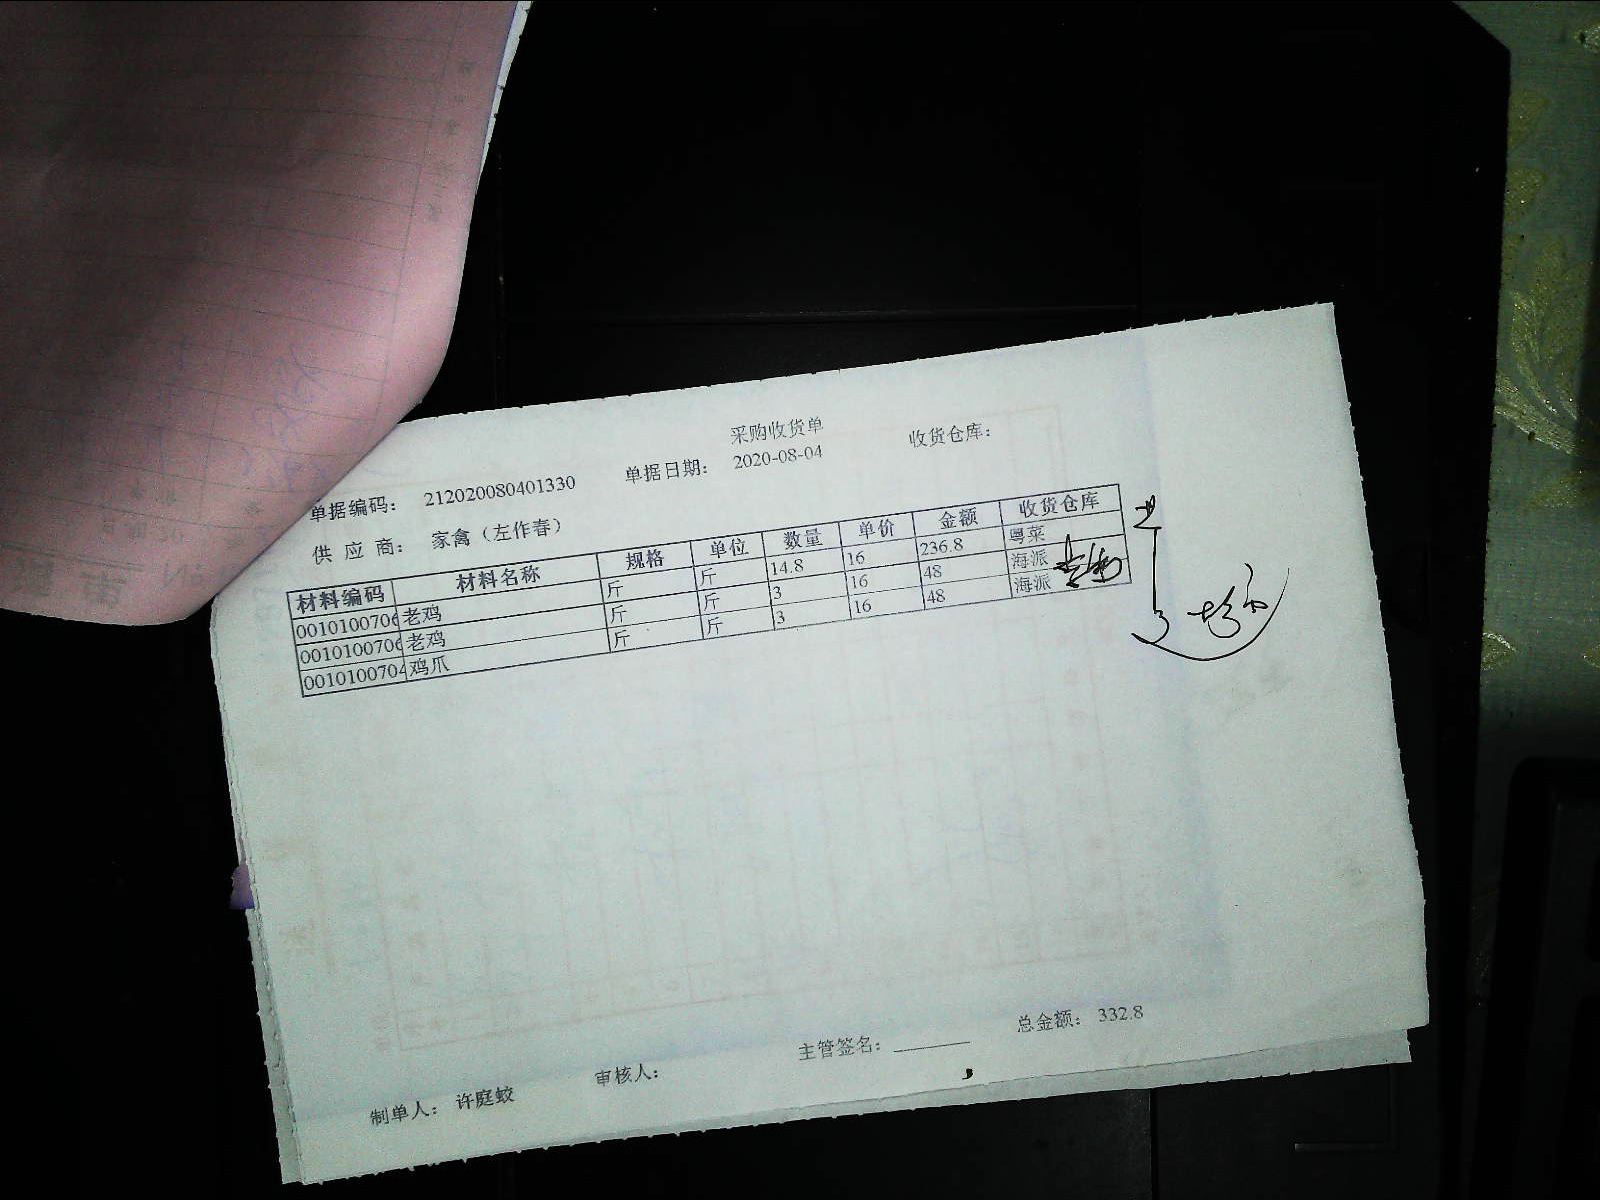 采购收货单
单据编码： 212020080401330 单据日期： 2020-08-04 收货仓库：
供 应 商： 家禽（左作春）
材料编码 材料名称 规格 单位 数量 单价 金额 收货仓库
0010100706 老鸡 斤 斤 14.8 16 236.8 粤菜
0010100706 老鸡 斤 斤 3 16 48 海派
0010100704 鸡爪 斤 斤 3 16 48 海派
制单人： 许庭蛟 审核人： 主管签名： 总金额： 332.8